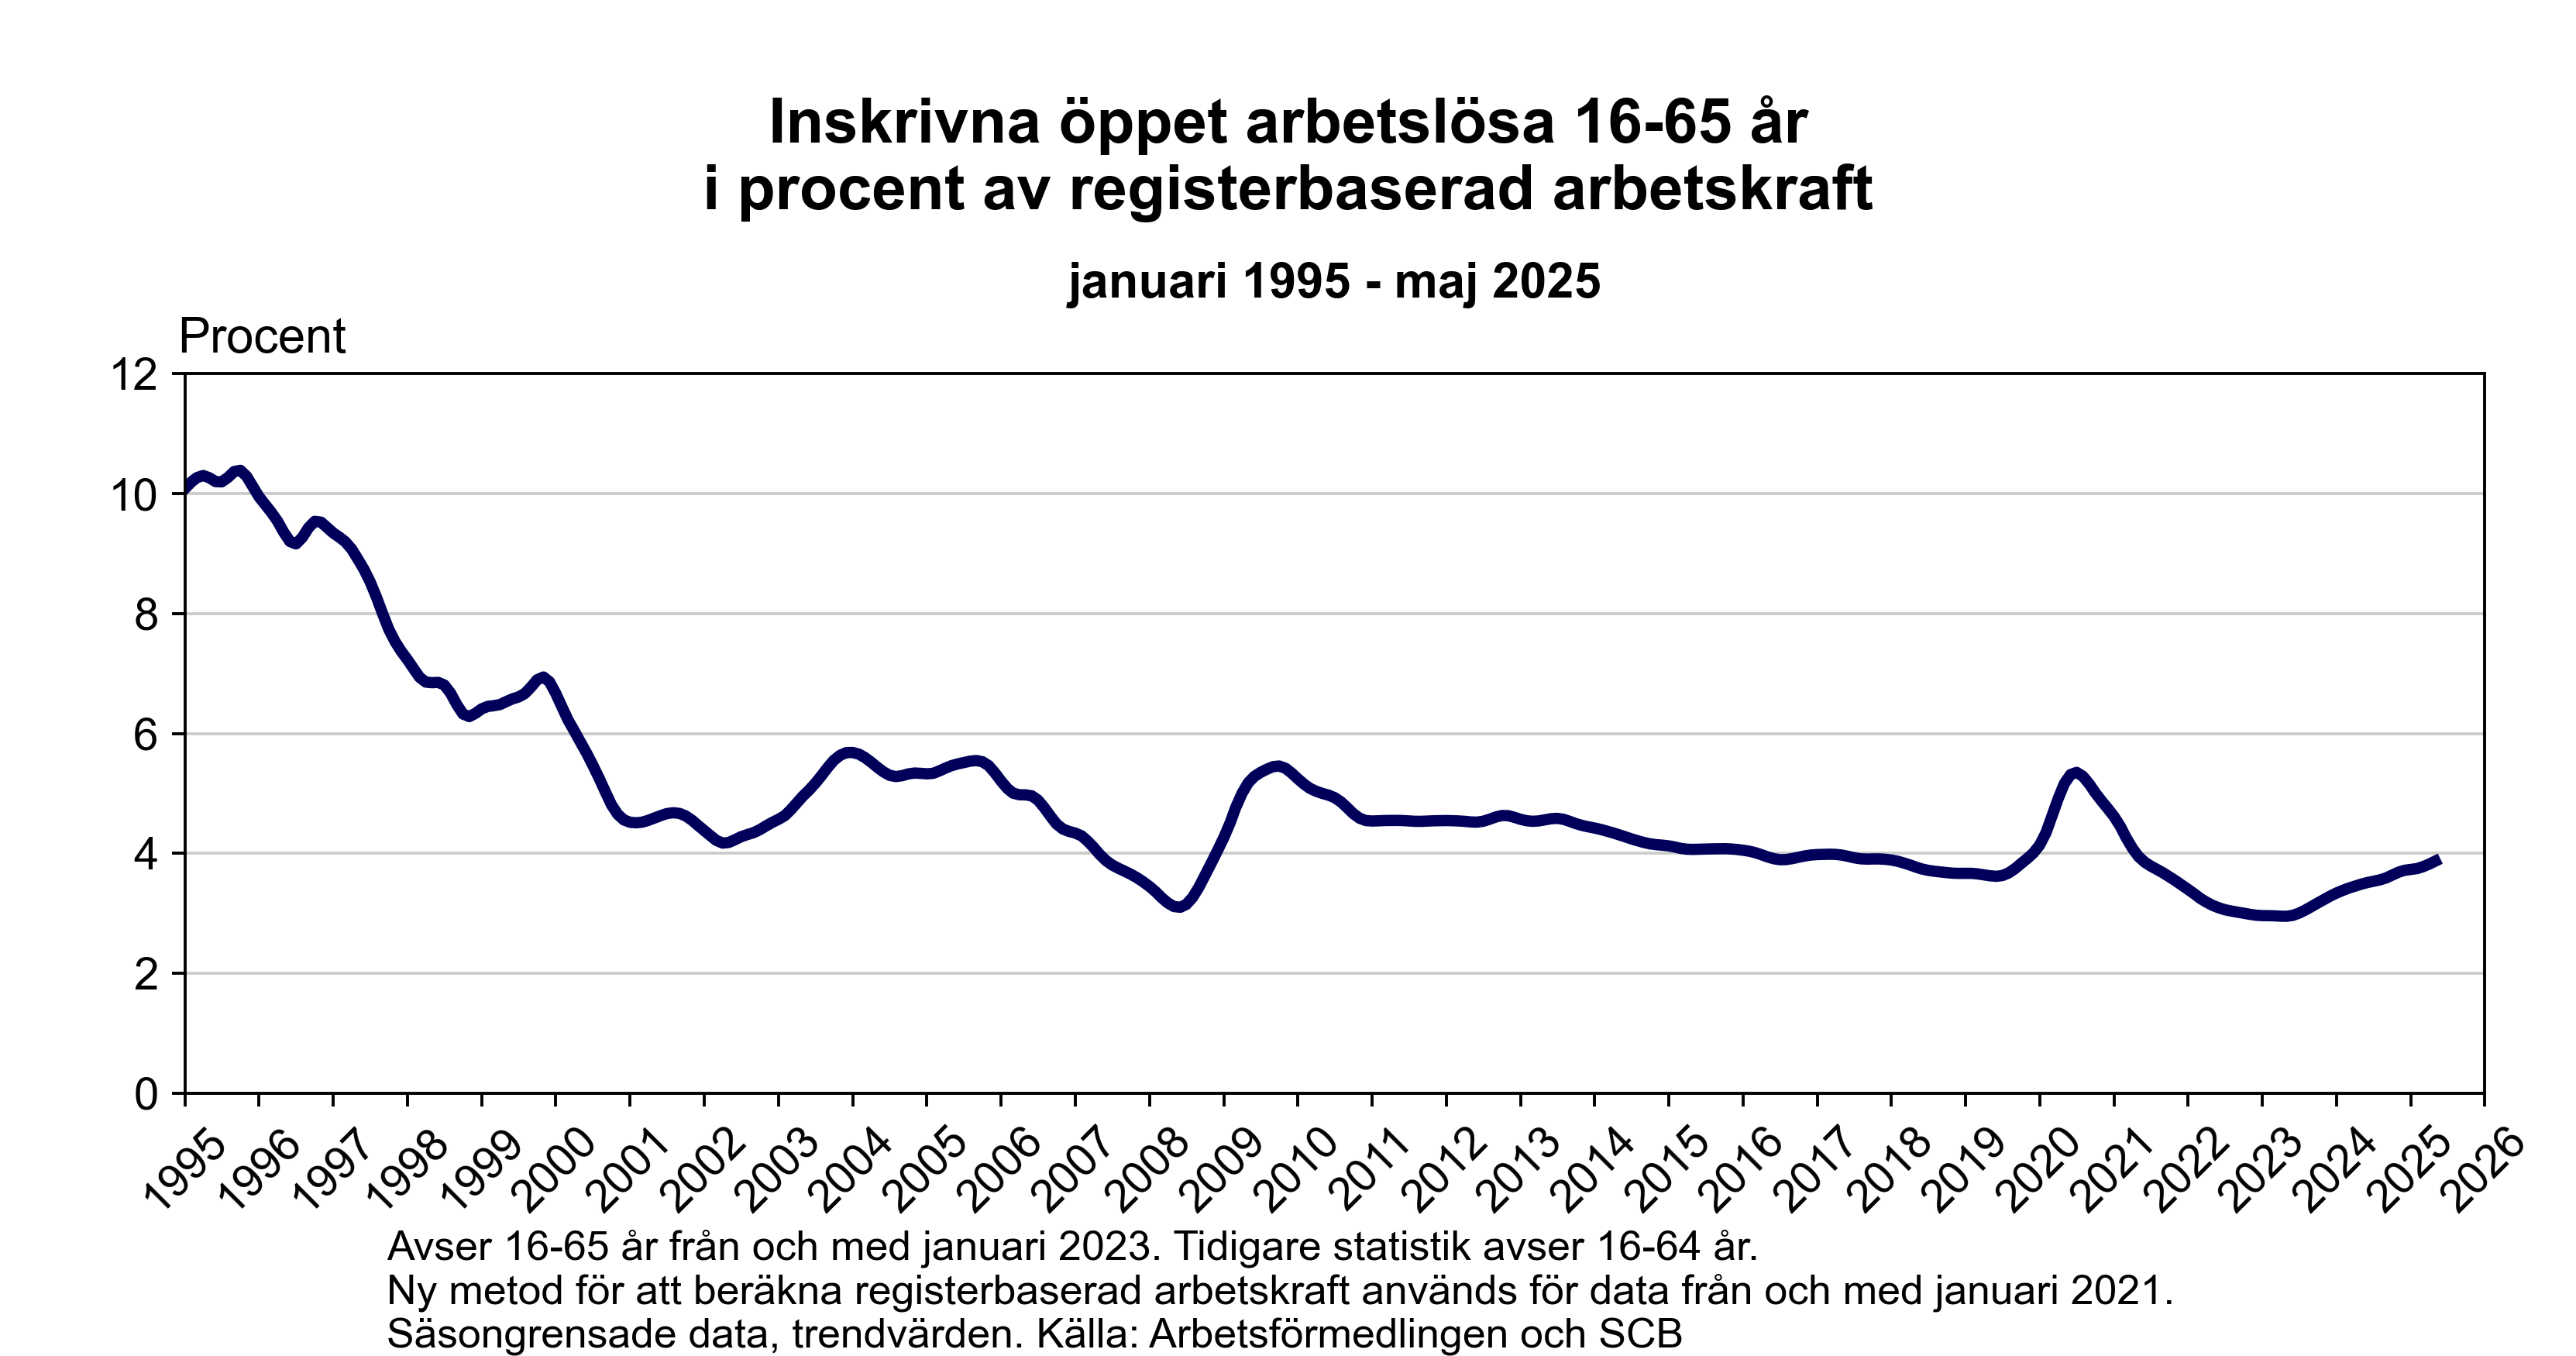 Inskrivna öppet arbetslösa 16-65 år
i procent av registerbaserad arbetskraft
januari 1995 - maj 2025
Procent
12
10
8
6
4
2
0
1995 1996 1997 1998 1999 2000 2001 2002 2003 2004 2005 2006 2007 2008 2009 2010 2011 2012 2013 2014 2015 2016 2017 2018 2019 2020 2021 2022 2023 2024 2025 2026
Avser 16-65 år från och med januari 2023. Tidigare statistik avser 16-64 år.
Ny metod för att beräkna registerbaserad arbetskraft används för data från och med januari 2021.
Säsongrensade data, trendvärden. Källa: Arbetsförmedlingen och SCB